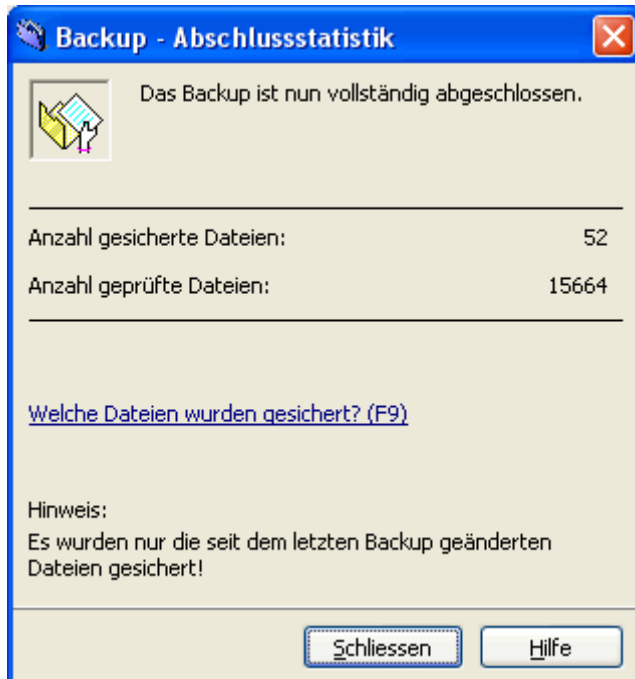 Backup - Abschlussstatistik
Das Backup ist nun vollständig abgeschlossen.
Anzahl gesicherte Dateien: 52
Anzahl geprüfte Dateien: 15664
Welche Dateien wurden gesichert? (F9)
Hinweis:
Es wurden nur die seit dem letzten Backup geänderten
Dateien gesichert!
Schliessen Hilfe